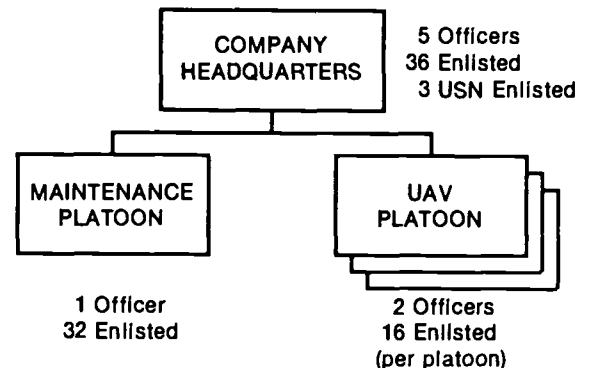 COMPANY
HEADQUARTERS
5 Officers
36 Enlisted
3 USN Enlisted
MAINTENANCE
PLATOON
UAV
PLATOON
1 Officer
32 Enlisted
2 Officers
16 Enlisted
(per platoon)